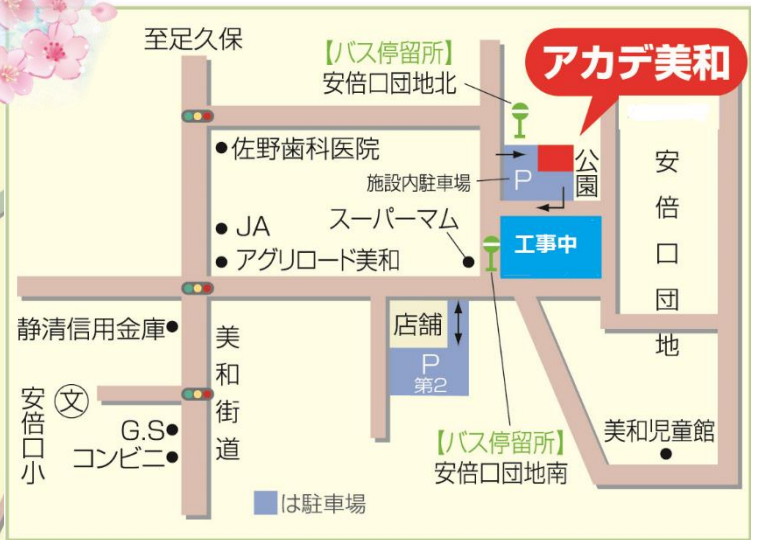 至足久保
【バス停留所】
安倍口団地北
アカデ美和
佐野歯科医院
施設内駐車場
P
公園
安倍口団地
JA
アグリロード美和
スーパーマム
工事中
静清信用金庫
美和街道
店舗
P
第2
安倍口小
文
G.S
コンビニ
【バス停留所】
安倍口団地南
美和児童館
は駐車場